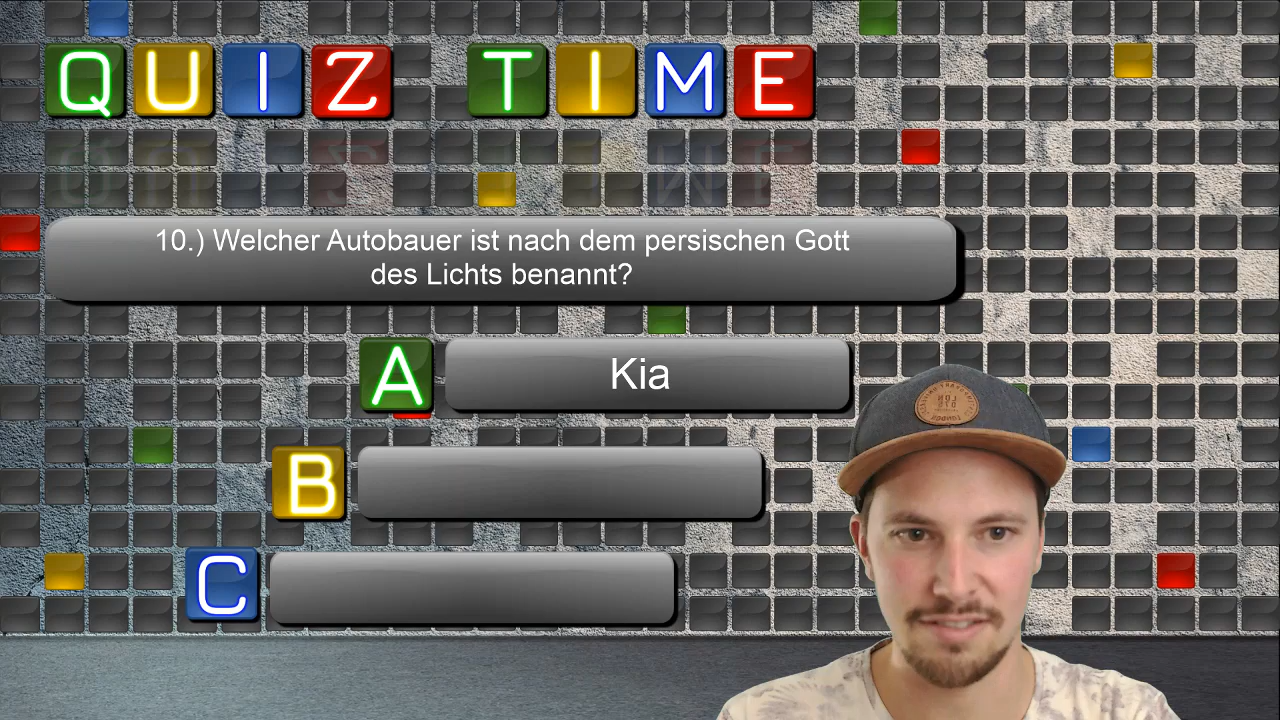 QUIZ TIME
10.) Welcher Autobauer ist nach dem persischen Gott
des Lichts benannt?
A Kia
B
C